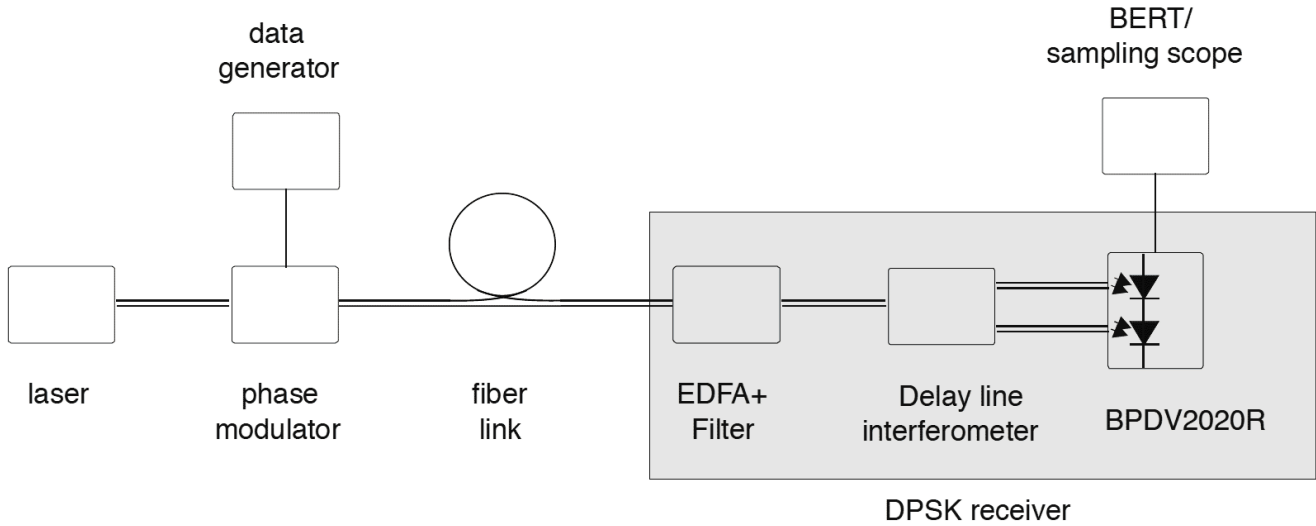 data
generator
BERT/
sampling scope
laser
phase
modulator
fiber
link
EDFA+
Filter
Delay line
interferometer
BPDV2020R
DPSK receiver